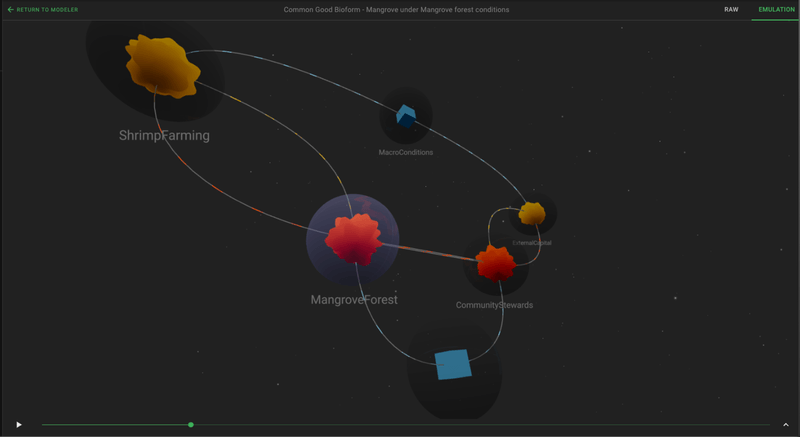 RETURN TO MODELER
Common Good Bioform - Mangrove under Mangrove forest conditions
RAW
EMULATION
ShrimpFarming
MacroConditions
ExternalCapital
MangroveForest
CommunityStewards